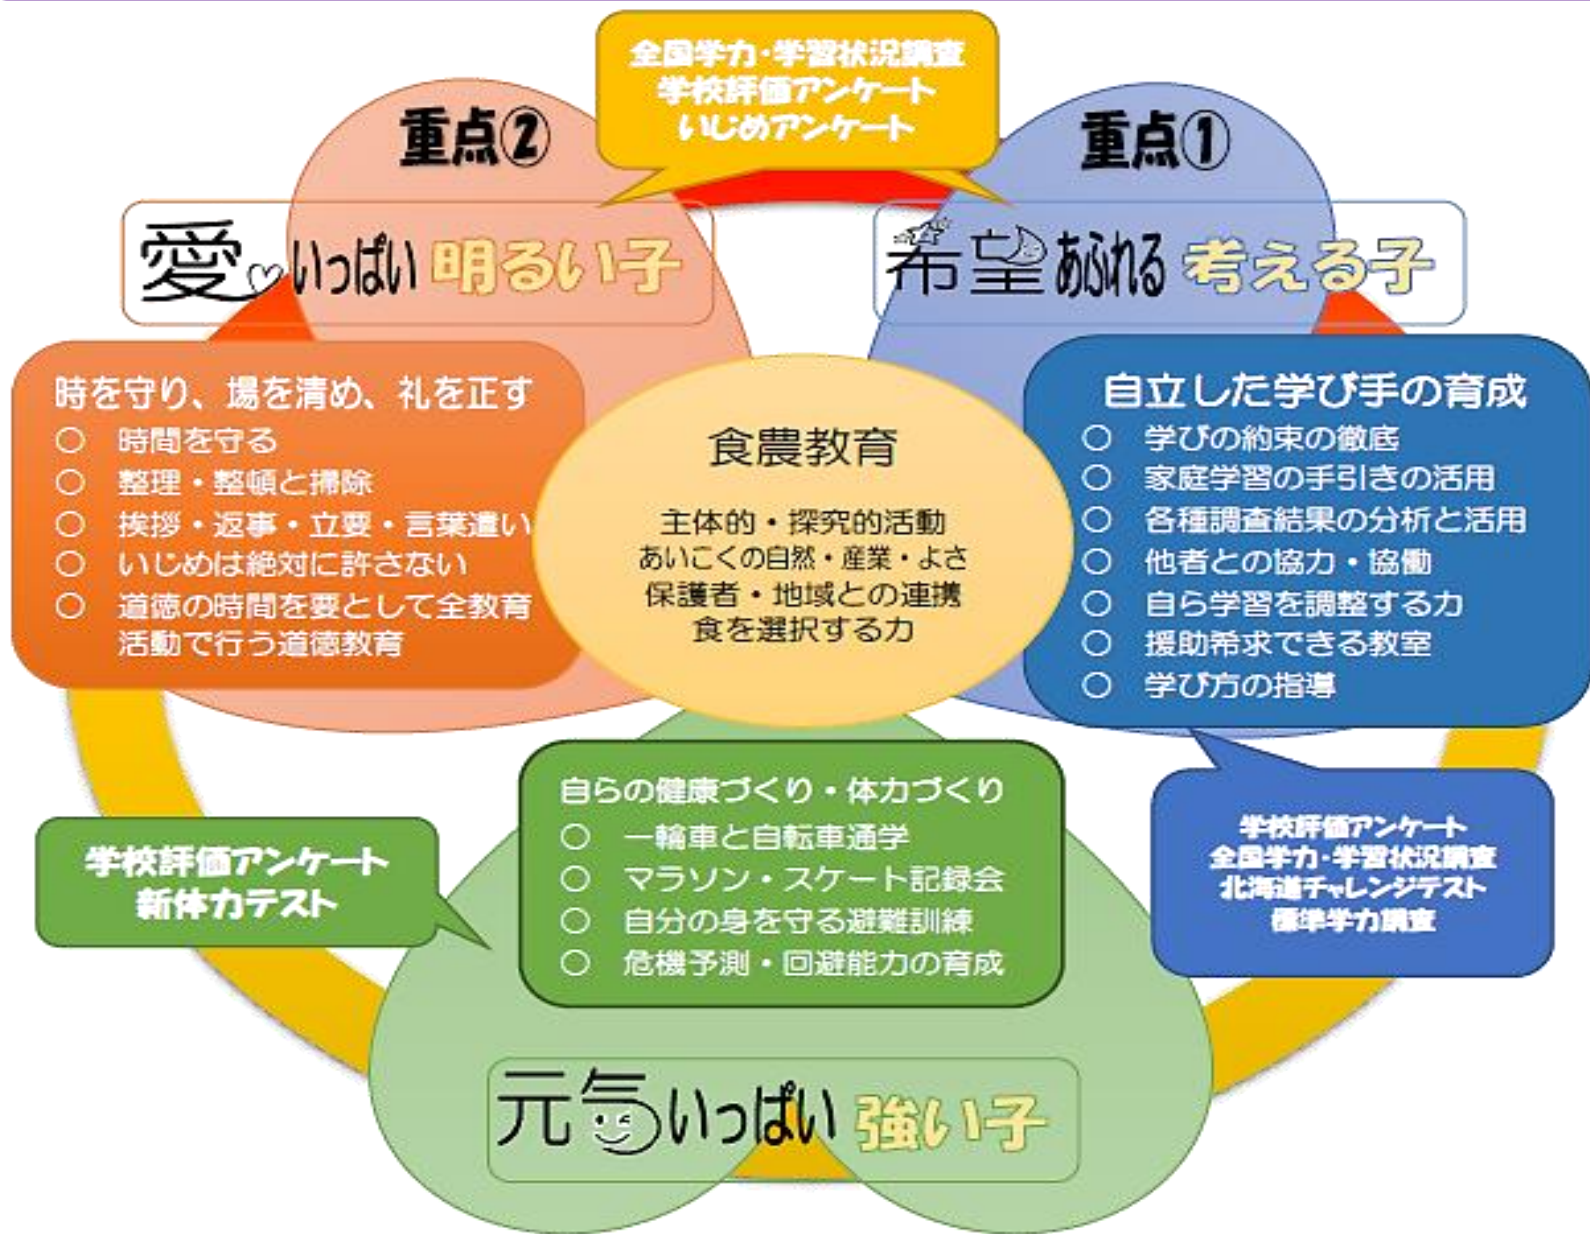 全国学力・学習状況調査
学校評価アンケート
いじめアンケート
重点②
愛いっぱい 明るい子
時を守り、場を清め、礼を正す
○ 時間を守る
○ 整理・整頓と掃除
○ 挨拶・返事・立要・言葉遣い
○ いじめは絶対に許さない
○ 道徳の時間を要として全教育
活動で行う道徳教育
重点①
希望あふれる 考える子
自立した学び手の育成
○ 学びの約束の徹底
○ 家庭学習の手引きの活用
○ 各種調査結果の分析と活用
○ 他者との協力・協働
○ 自ら学習を調整する力
○ 援助希求できる教室
○ 学び方の指導
食農教育
主体的・探究的活動
あいこくの自然・産業・よさ
保護者・地域との連携
食を選択する力
自らの健康づくり・体力づくり
○ 一輪車と自転車通学
○ マラソン・スケート記録会
○ 自分の身を守る避難訓練
○ 危機予測・回避能力の育成
学校評価アンケート
新体力テスト
学校評価アンケート
全国学力・学習状況調査
北海道チャレンジテスト
標準学力調査
元気いっぱい 強い子